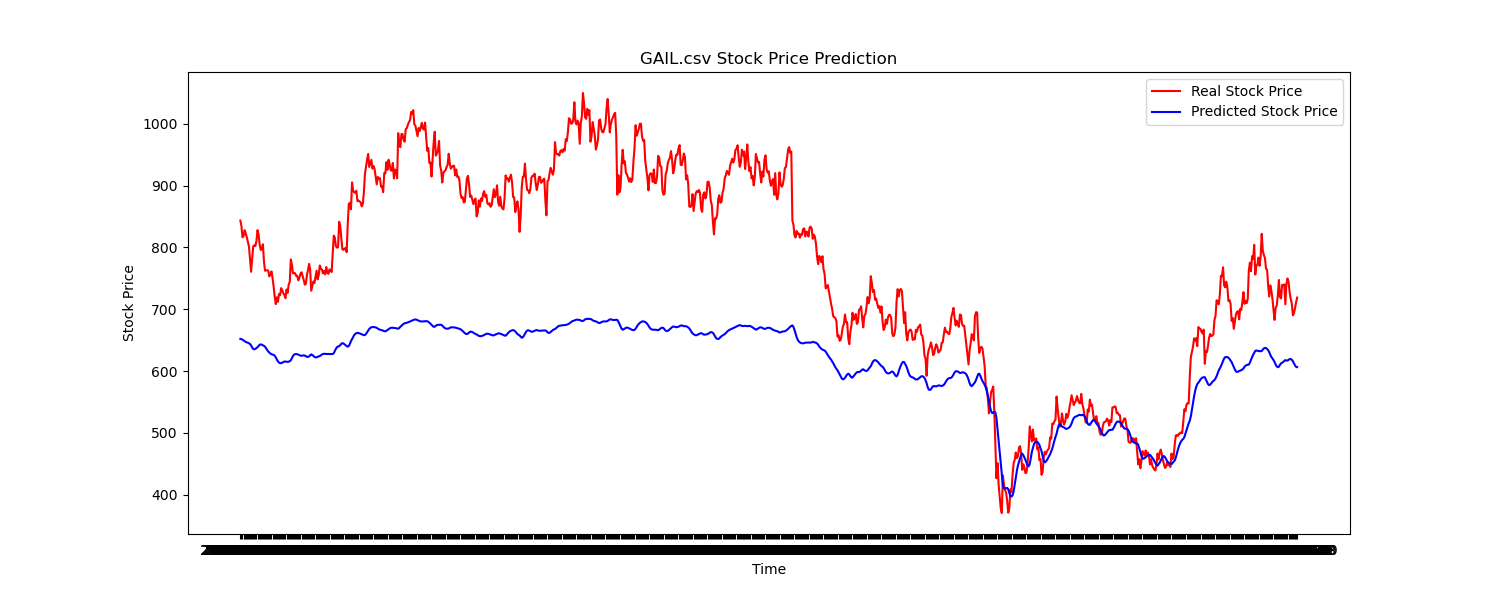 GAIL.csv Stock Price Prediction
Real Stock Price
Predicted Stock Price
1000
900
800
700
600
500
400
Stock Price
Time